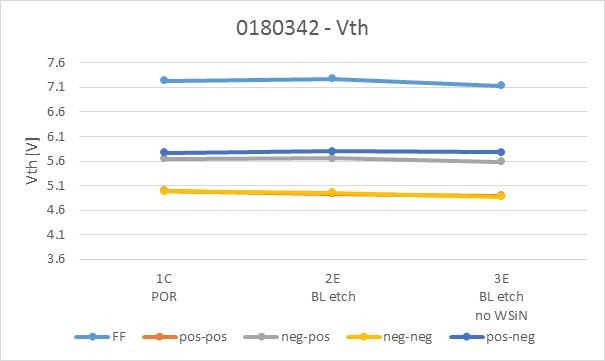 0180342 - Vth
7.6
7.1
6.6
6.1
5.6
5.1
4.6
4.1
3.6
Vth [V]
1C 2E 3E
POR BL etch BL etch
no WSiN
FF pos-pos neg-pos neg-neg pos-neg